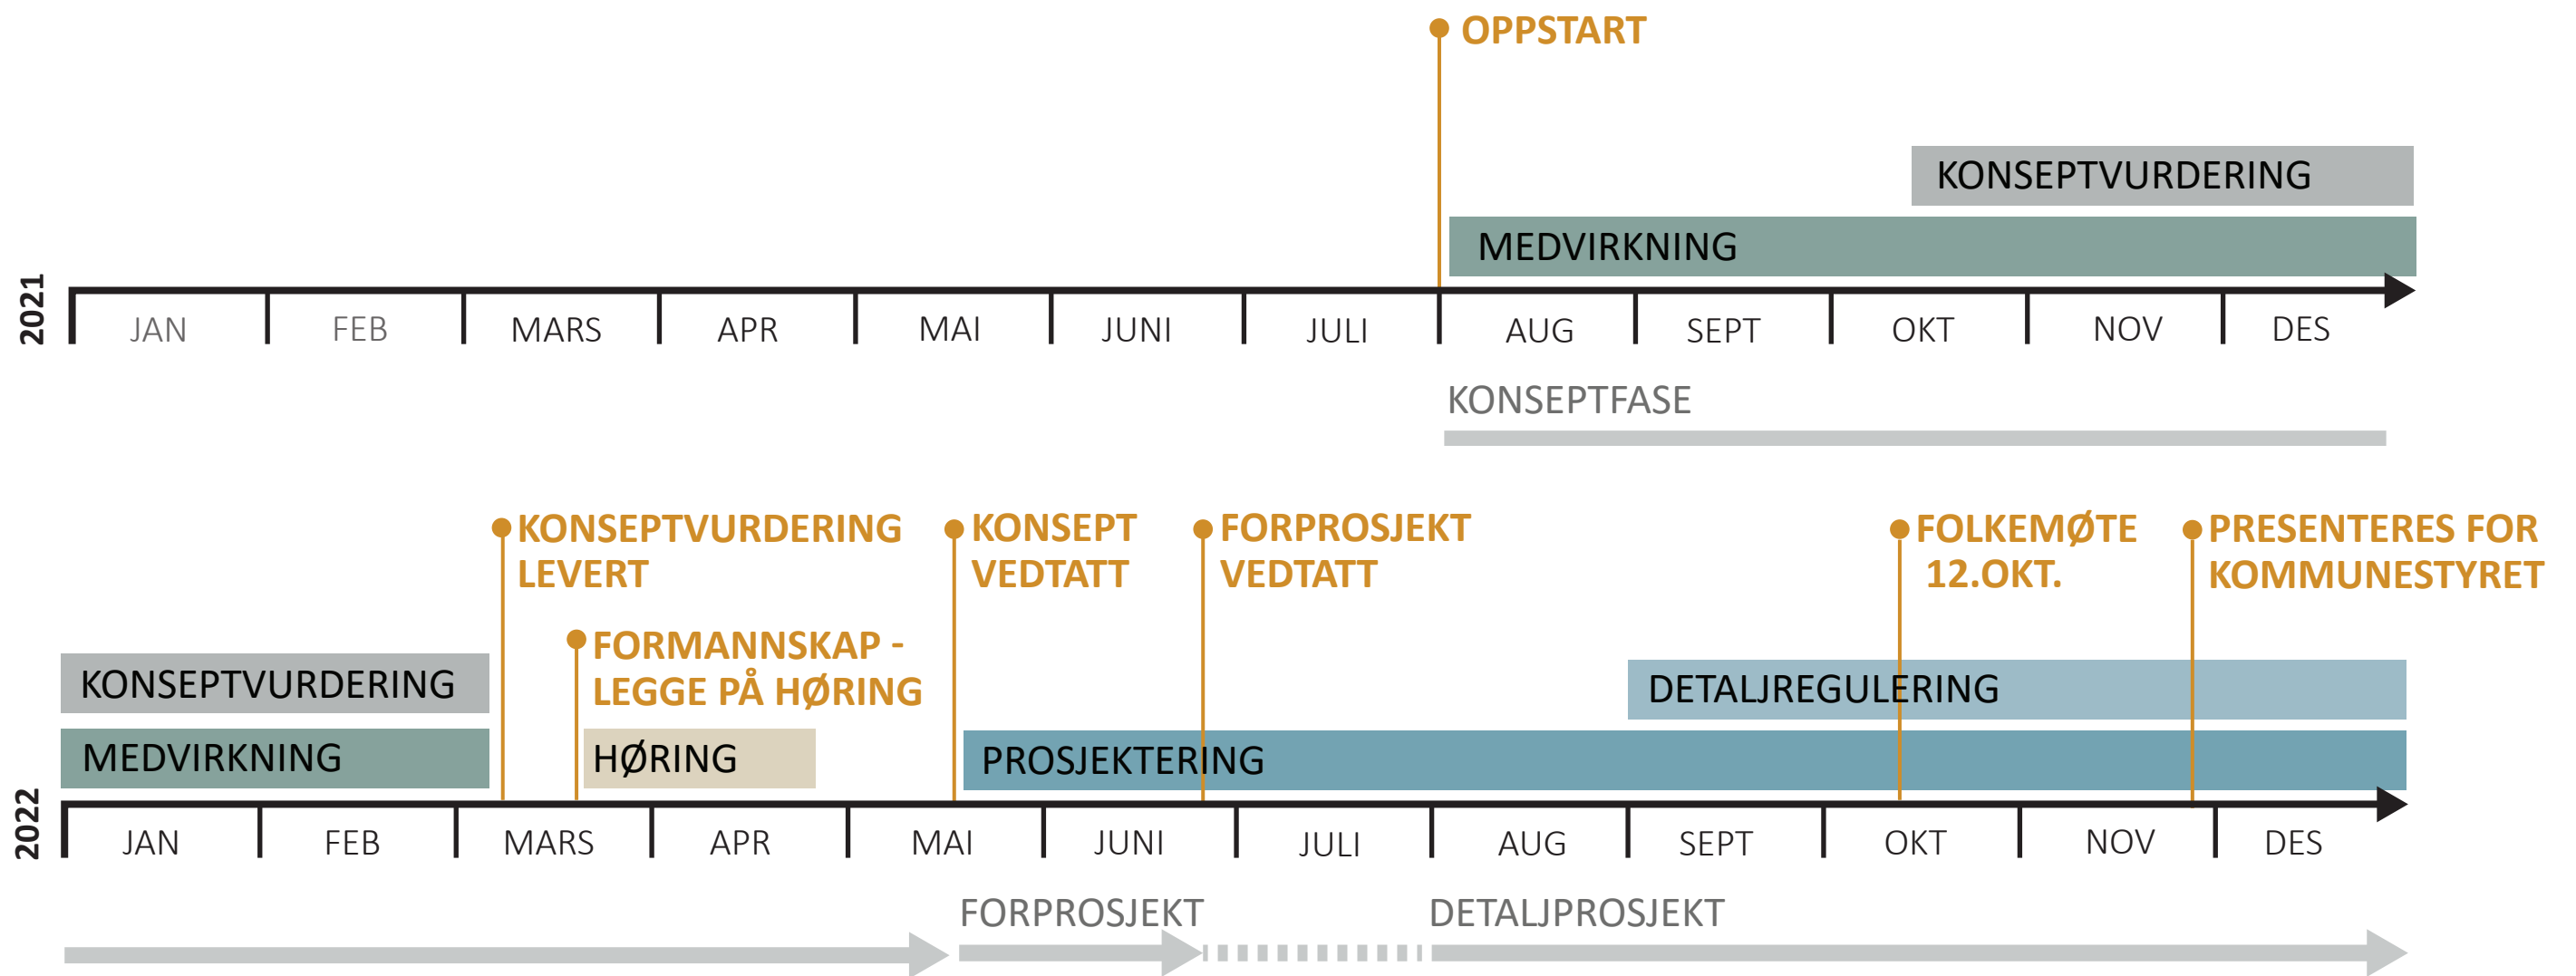 OPPSTART
KONSEPTVURDERING
MEDVIRKNING
2021
JAN FEB MARS APR MAI JUNI JULI AUG SEPT OKT NOV DES
KONSEPTFASE
KONSEPTVURDERING
LEVERT
KONSEPT
VEDTATT
FORPROSJEKT
VEDTATT
FOLKEMØTE
12.OKT.
PRESENTERES FOR
KOMMUNESTYRET
FORMANNSKAP -
LEGGE PÅ HØRING
KONSEPTVURDERING
DETALJREGULERING
MEDVIRKNING
HØRING
PROSJEKTERING
2022
JAN FEB MARS APR MAI JUNI JULI AUG SEPT OKT NOV DES
FORPROSJEKT
DETALJPROSJEKT